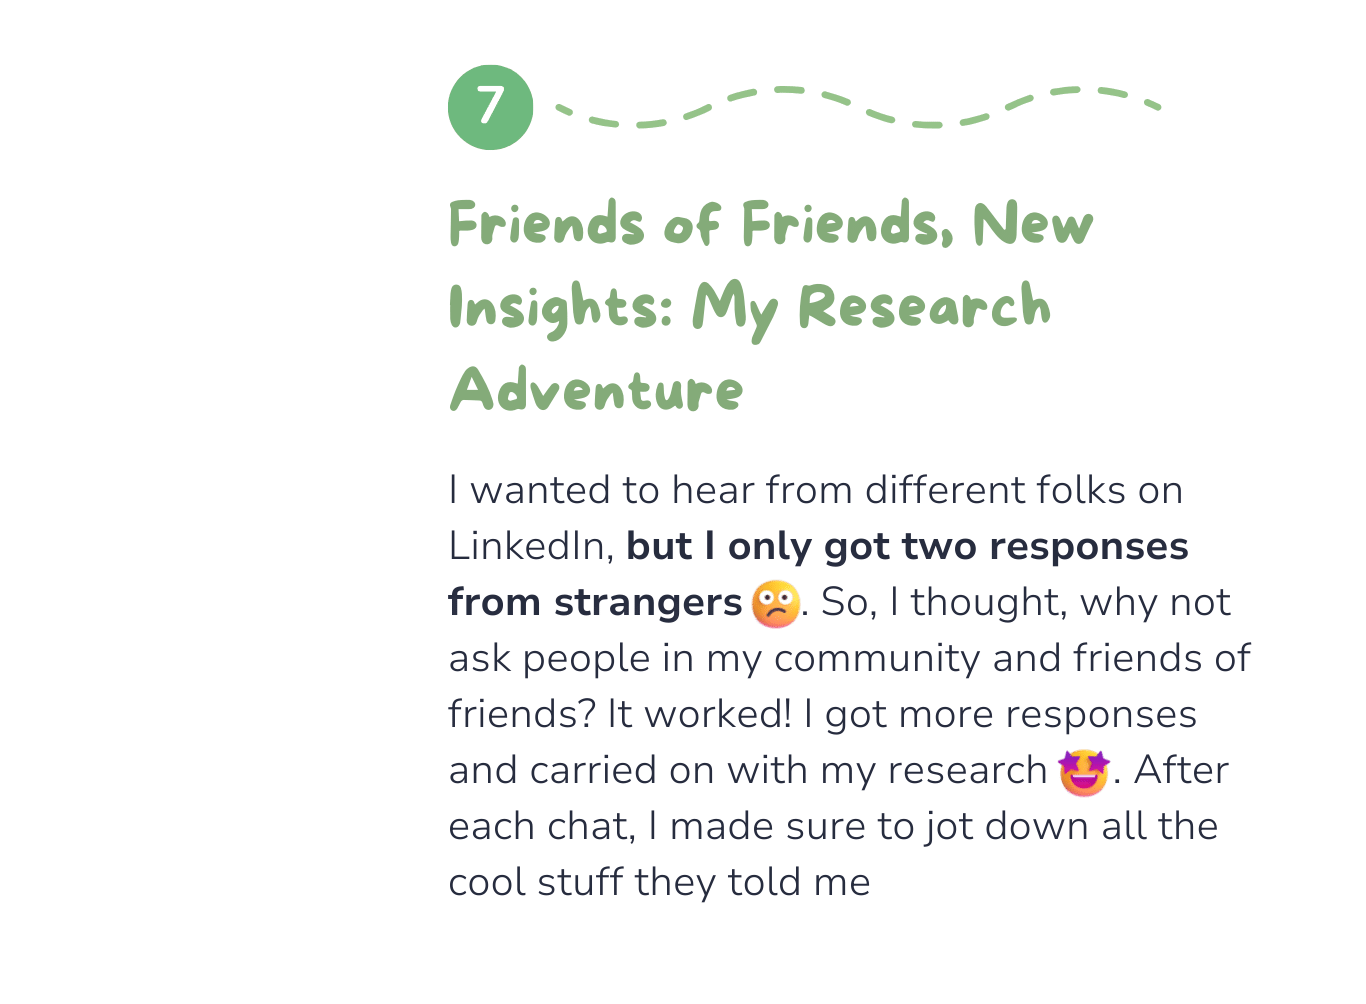 7
Friends of Friends, New
Insights: My Research
Adventure
I wanted to hear from different folks on
LinkedIn, but I only got two responses
from strangers 😕. So, I thought, why not
ask people in my community and friends of
friends? It worked! I got more responses
and carried on with my research 🤩. After
each chat, I made sure to jot down all the
cool stuff they told me